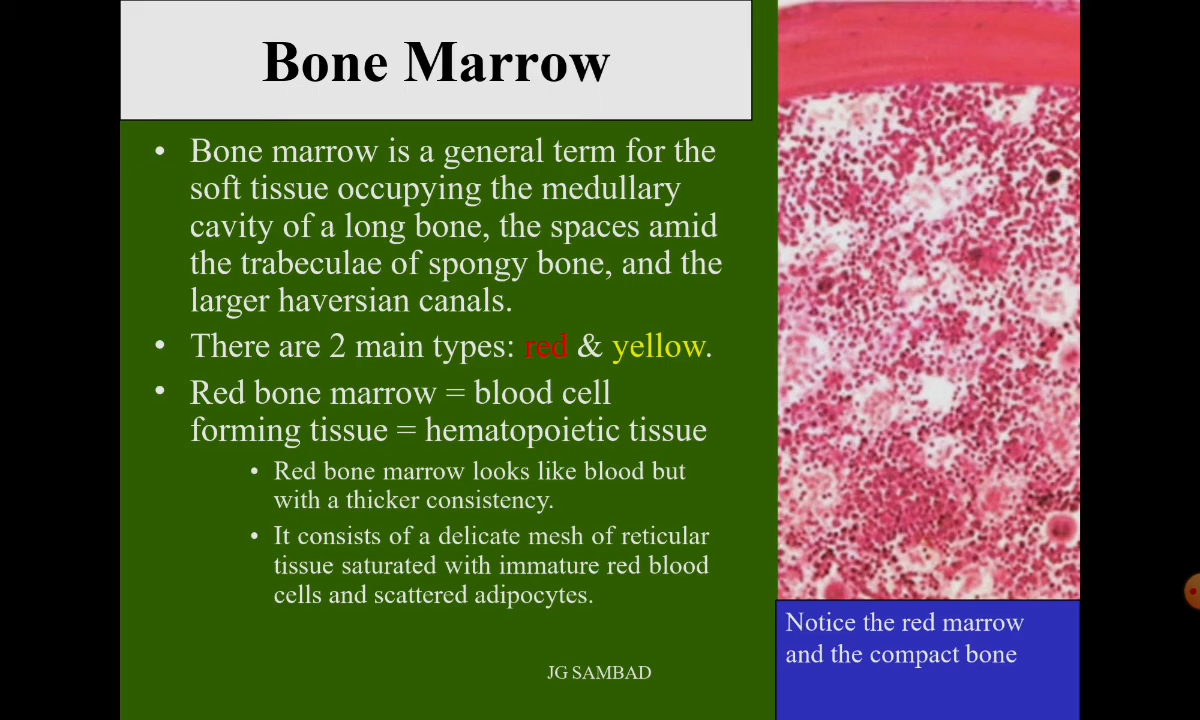 Bone Marrow
• Bone marrow is a general term for the
soft tissue occupying the medullary
cavity of a long bone, the spaces amid
the trabeculae of spongy bone, and the
larger haversian canals.
• There are 2 main types: red & yellow.
• Red bone marrow = blood cell
forming tissue = hematopoietic tissue
• Red bone marrow looks like blood but
with a thicker consistency.
• It consists of a delicate mesh of reticular
tissue saturated with immature red blood
cells and scattered adipocytes.
Notice the red marrow
and the compact bone
JG SAMBAD